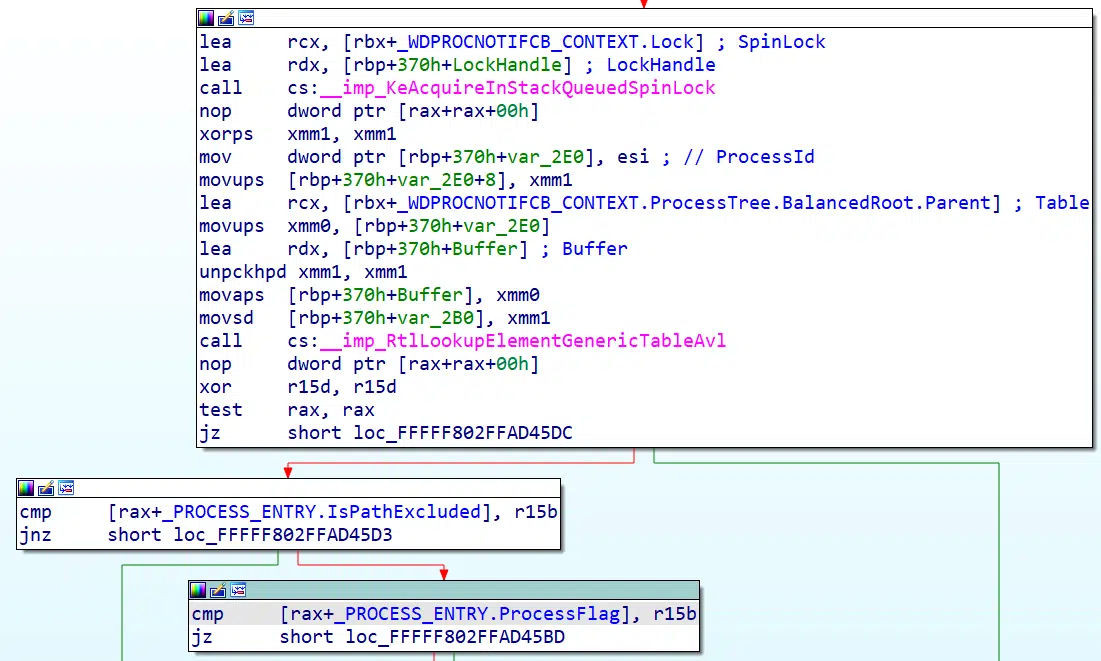 lea rcx, [rbx+_WDPROCNOTIFCB_CONTEXT.Lock] ; SpinLock
lea rdx, [rbp+370h+LockHandle] ; LockHandle
call cs:__imp_KeAcquireInStackQueuedSpinLock
nop dword ptr [rax+rax+00h]
xorps xmm1, xmm1
mov dword ptr [rbp+370h+var_2E0], esi ; // ProcessId
movups [rbp+370h+var_2E0+8], xmm1
lea rcx, [rbx+_WDPROCNOTIFCB_CONTEXT.ProcessTree.BalancedRoot.Parent] ; Table
movups xmm0, [rbp+370h+var_2E0]
lea rdx, [rbp+370h+Buffer] ; Buffer
unpckhpd xmm1, xmm1
movaps [rbp+370h+Buffer], xmm0
movsd [rbp+370h+var_2B0], xmm1
call cs:__imp_RtlLookupElementGenericTableAvl
nop dword ptr [rax+rax+00h]
xor r15d, r15d
test rax, rax
jz short loc_FFFFF802FFAD45DC
cmp [rax+_PROCESS_ENTRY.IsPathExcluded], r15b
jnz short loc_FFFFF802FFAD45D3
cmp [rax+_PROCESS_ENTRY.ProcessFlag], r15b
jz short loc_FFFFF802FFAD45BD